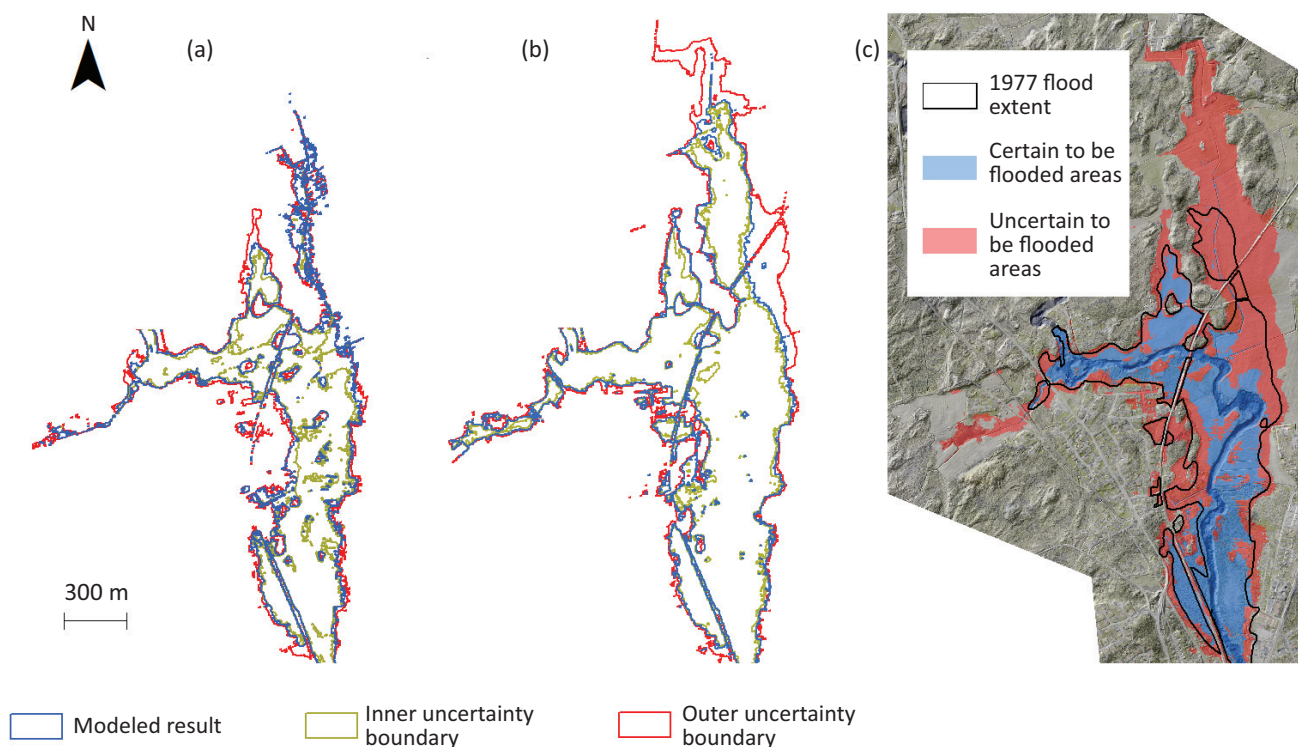 N
(a)
(b)
(c)
1977 flood
extent
Certain to be
flooded areas
Uncertain to
be flooded
areas
300 m
Modeled result
Inner uncertainty
boundary
Outer uncertainty
boundary